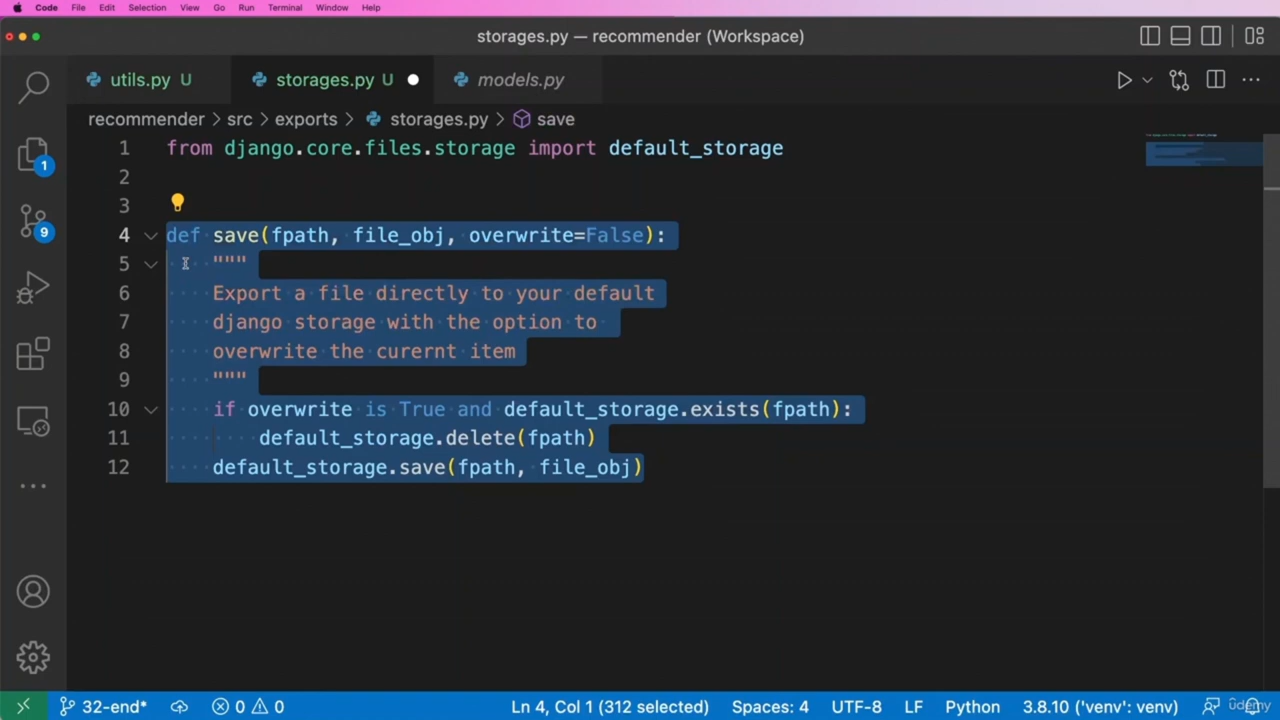 Code File Edit Selection View Go Run Terminal Window Help
storages.py — recommender (Workspace)
utils.py U storages.py U models.py
recommender > src > exports > storages.py > save
1 from django.core.files.storage import default_storage
2
3
4 def save(fpath, file_obj, overwrite=False):
5 """
6 Export a file directly to your default
7 django storage with the option to
8 overwrite the curernt item
9 """
10 if overwrite is True and default_storage.exists(fpath):
11 default_storage.delete(fpath)
12 default_storage.save(fpath, file_obj)
1
9
32-end* 0 0 Ln 4, Col 1 (312 selected) Spaces: 4 UTF-8 LF Python 3.8.10 ('venv': venv)
udemy